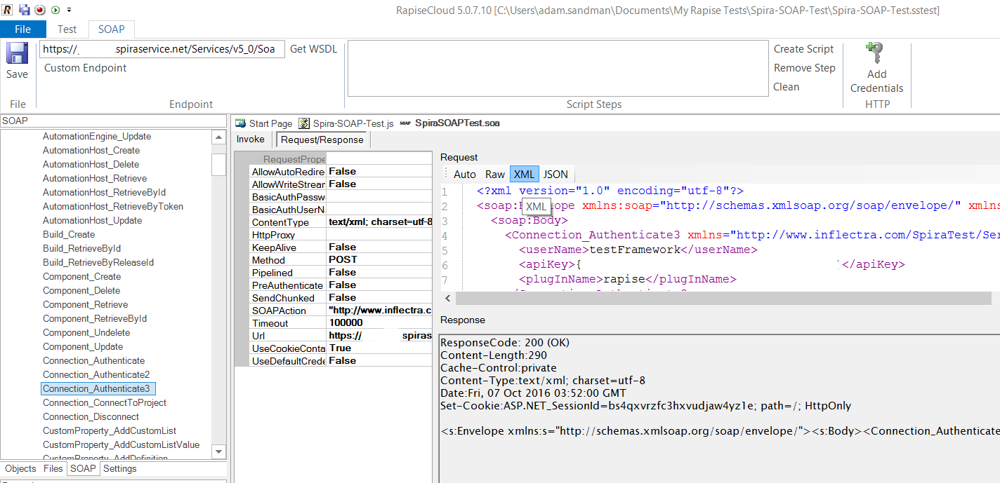 RapiseCloud 5.0.7.10 [C:\Users\adam.sandman\Documents\My Rapise Tests\Spira-SOAP-Test\Spira-SOAP-Test.sstest]
File Test SOAP
https:// .spiraservice.net/Services/v5_0/Soa Get WSDL
Custom Endpoint
Save
File
Endpoint
Create Script
Remove Step
Clean
Script Steps
Add
Credentials
HTTP
SOAP
AutomationEngine_Update
AutomationHost_Create
AutomationHost_Delete
AutomationHost_Retrieve
AutomationHost_RetrieveById
AutomationHost_RetrieveByToken
AutomationHost_Update
Build_Create
Build_RetrieveById
Build_RetrieveByReleaseId
Component_Create
Component_Delete
Component_Retrieve
Component_RetrieveById
Component_Undelete
Component_Update
Connection_Authenticate
Connection_Authenticate2
Connection_Authenticate3
Connection_ConnectToProject
Connection_Disconnect
CustomProperty_AddCustomList
CustomProperty_AddCustomListValue
CustomProperty_AddDefinition
Objects Files SOAP Settings
Start Page Spira-SOAP-Test.js SOAP SpiraSOAPTest.soa
Invoke Request/Response
RequestPrope
AllowAutoRedire False
AllowWriteStrear False
BasicAuthPassw
BasicAuthUserN
ContentType text/xml; charset=utf-8
HttpProxy
KeepAlive False
Method POST
Pipelined False
PreAuthenticate False
SendChunked False
SOAPAction "http://www.inflectra.c
Timeout 100000
Url https:// spiras
UseCookieConta True
UseDefaultCrede False
Request
Auto Raw XML JSON
1 <?xml version="1.0" encoding="utf-8"?>
2 <soap:E ope xmlns:soap="http://schemas.xmlsoap.org/soap/envelope/" xmlns
XML
3 <soap:Body>
4 <Connection_Authenticate3 xmlns="http://www.inflectra.com/SpiraTest/Ser
5 <userName>testFramework</userName>
6 <apiKey>{ </apiKey>
7 <plugInName>rapise</plugInName>
Response
ResponseCode: 200 (OK)
Content-Length:290
Cache-Control:private
Content-Type:text/xml; charset=utf-8
Date:Fri, 07 Oct 2016 03:52:00 GMT
Set-Cookie:ASP.NET_SessionId=bs4qxvrzfc3hxvudjaw4yz1e; path=/; HttpOnly
<s:Envelope xmlns:s="http://schemas.xmlsoap.org/soap/envelope/"><s:Body><Connection_Authenticate